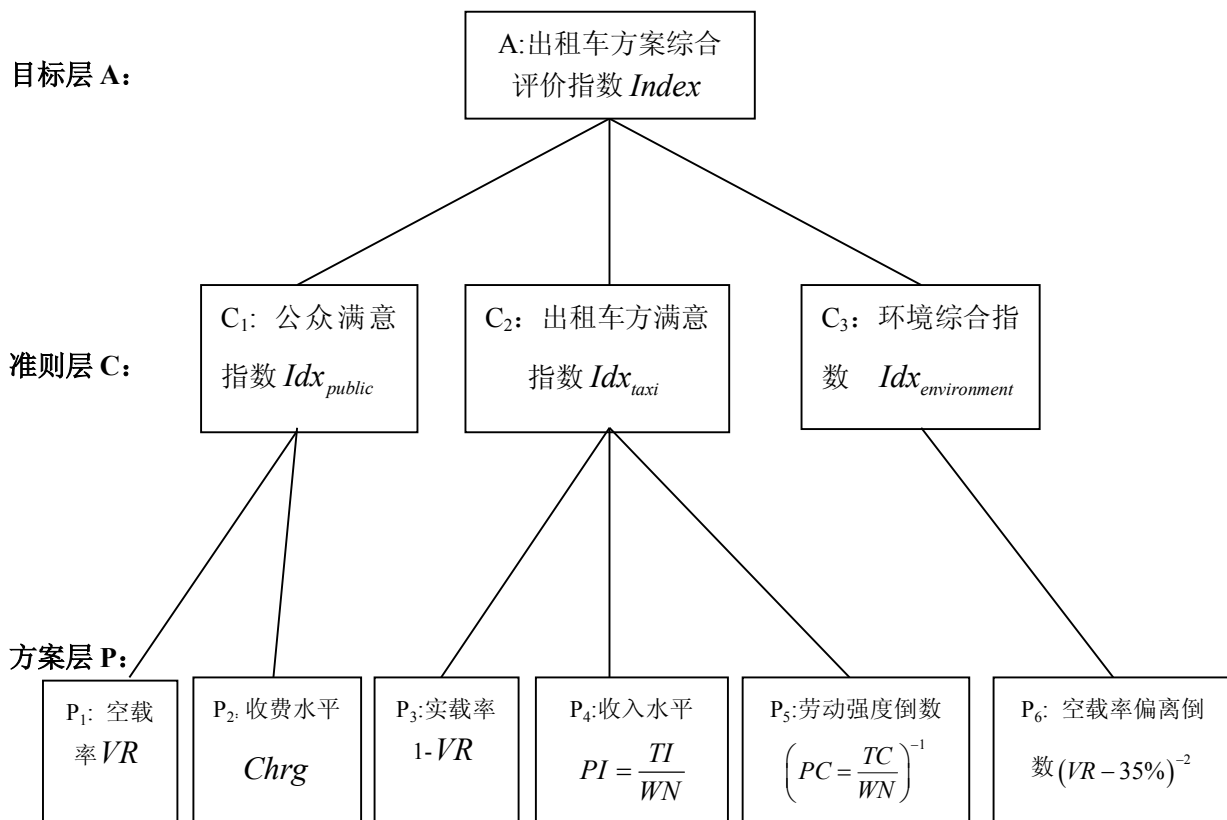 目标层 A：
A:出租车方案综合
评价指数 Index
准则层 C：
C₁: 公众满意
指数 Idx_public
C₂：出租车方满意
指数 Idx_taxi
C₃：环境综合指
数 Idx_environment
方案层 P：
P₁: 空载
率 VR
P₂: 收费水平
Chrg
P₃:实载率
1-VR
P₄:收入水平
PI = TI/WN
P₅:劳动强度倒数
(PC = TC/WN)⁻¹
P₆: 空载率偏离倒
数 (VR − 35%)⁻²